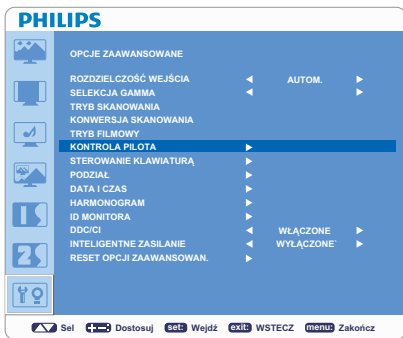 PHILIPS
OPCJE ZAAWANSOWANE
ROZDZIELCZOŚĆ WEJŚCIA AUTOM.
SELEKCJA GAMMA
TRYB SKANOWANIA
KONWERSJA SKANOWANIA
TRYB FILMOWY
KONTROLA PILOTA
STEROWANIE KLAWIATURĄ
PODZIAŁ
DATA I CZAS
HARMONOGRAM
ID MONITORA
DDC/CI WŁĄCZONE
INTELIGENTNE ZASILANIE WYŁĄCZONE`
RESET OPCJI ZAAWANSOWAN.
Sel Dostosuj set: Wejdź exit: WSTECZ menu: Zakończ